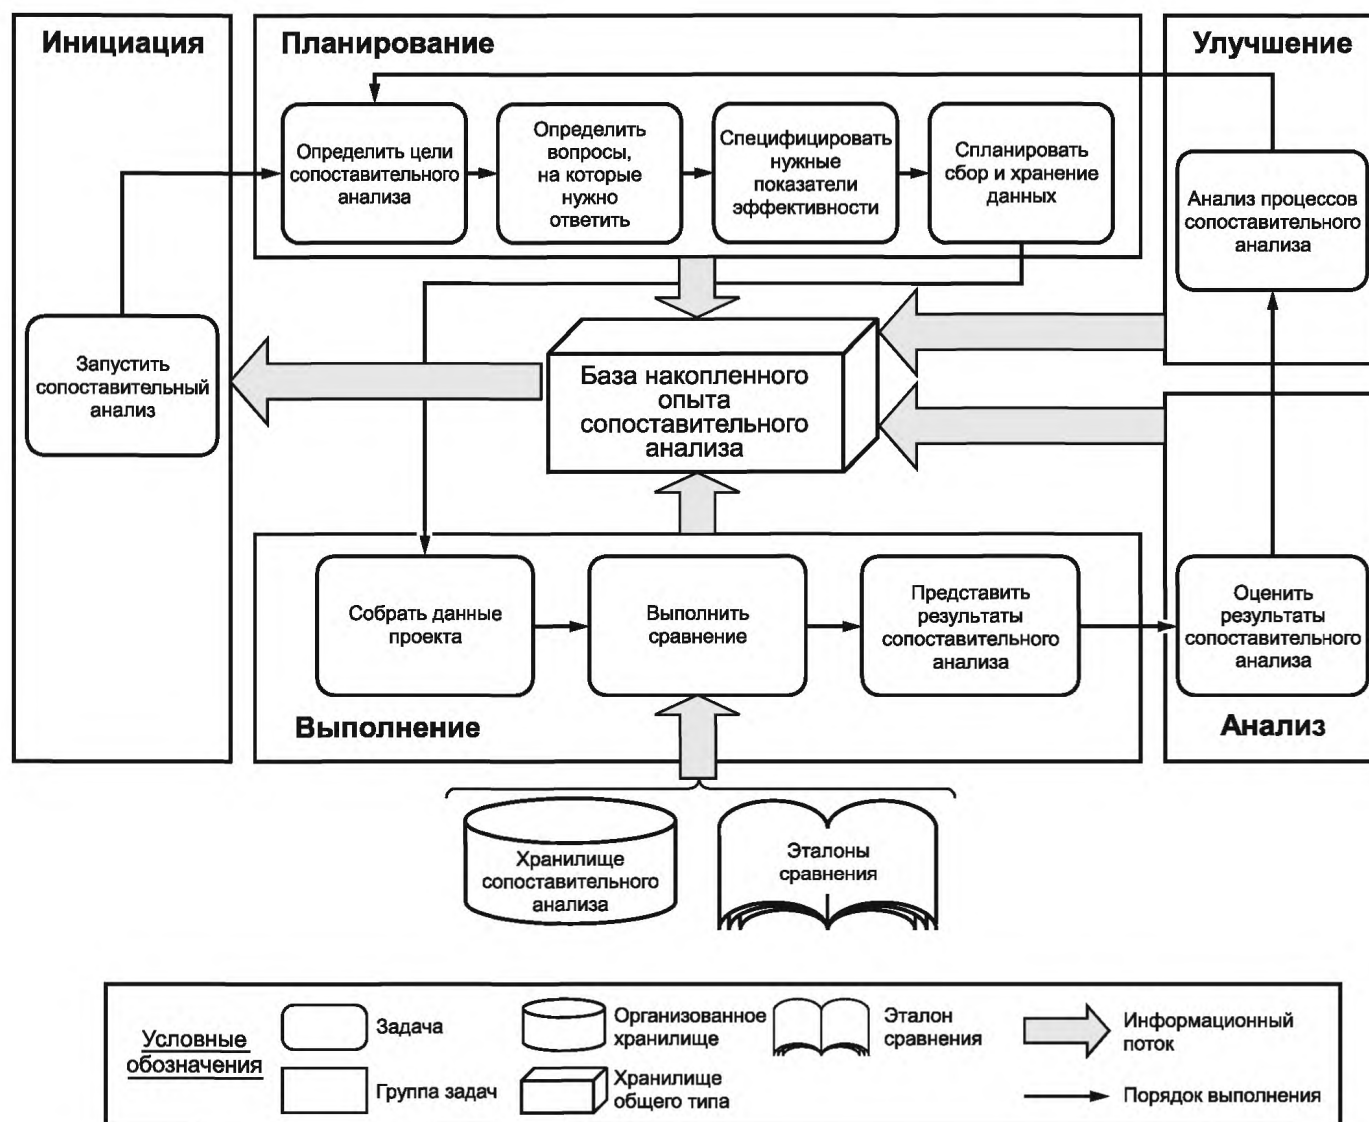 Инициация
Планирование
Улучшение
Определить цели
сопоставительного
анализа
Определить
вопросы,
на которые
нужно
ответить
Специфицировать
нужные
показатели
эффективности
Спланировать
сбор и хранение
данных
Анализ процессов
сопоставительного
анализа
Запустить
сопоставительный
анализ
База накопленного
опыта
сопоставительного
анализа
Собрать данные
проекта
Выполнить
сравнение
Представить
результаты
сопоставительного
анализа
Оценить
результаты
сопоставительного
анализа
Выполнение
Анализ
Хранилище
сопоставительного
анализа
Эталоны
сравнения
Условные
обозначения
Задача
Группа задач
Организованное
хранилище
Хранилище
общего типа
Эталон
сравнения
Информационный
поток
Порядок выполнения